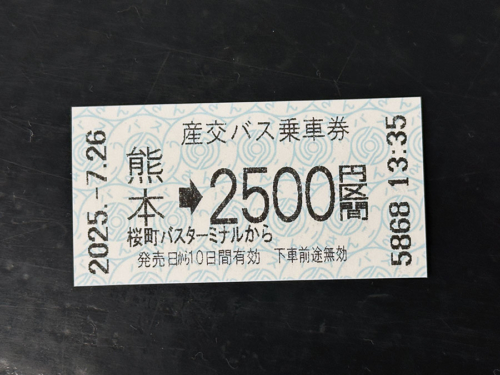 産交バス乗車券
熊本➡2500円区間
桜町バスターミナルから
発売日から10日間有効 下車前途無効
2025.-7.26
5868 13:35